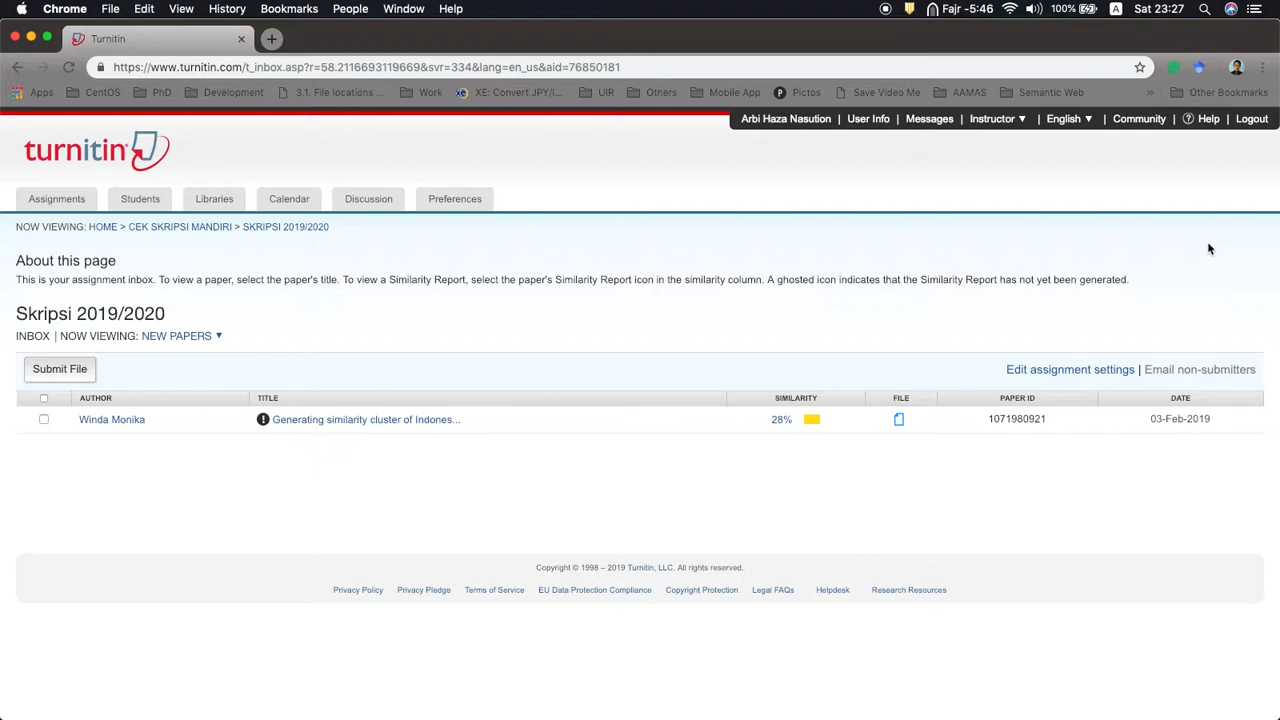 Chrome File Edit View History Bookmarks People Window Help Fajr -5:46 100% A Sat 23:27
Turnitin
https://www.turnitin.com/t_inbox.asp?r=58.2116693119669&svr=334&lang=en_us&aid=76850181
Apps CentOS PhD Development 3.1. File locations ... Work XE: Convert JPY/I... UIR Others Mobile App Pictos Save Video Me AAMAS Semantic Web » Other Bookmarks
Arbi Haza Nasution | User Info | Messages | Instructor ▼ | English ▼ | Community | ? Help | Logout
turnitin
Assignments Students Libraries Calendar Discussion Preferences
NOW VIEWING: HOME > CEK SKRIPSI MANDIRI > SKRIPSI 2019/2020
About this page
This is your assignment inbox. To view a paper, select the paper's title. To view a Similarity Report, select the paper's Similarity Report icon in the similarity column. A ghosted icon indicates that the Similarity Report has not yet been generated.
Skripsi 2019/2020
INBOX | NOW VIEWING: NEW PAPERS ▼
Submit File Edit assignment settings | Email non-submitters
AUTHOR TITLE SIMILARITY FILE PAPER ID DATE
Winda Monika Generating similarity cluster of Indones... 28% 1071980921 03-Feb-2019
Copyright © 1998 – 2019 Turnitin, LLC. All rights reserved.
Privacy Policy Privacy Pledge Terms of Service EU Data Protection Compliance Copyright Protection Legal FAQs Helpdesk Research Resources